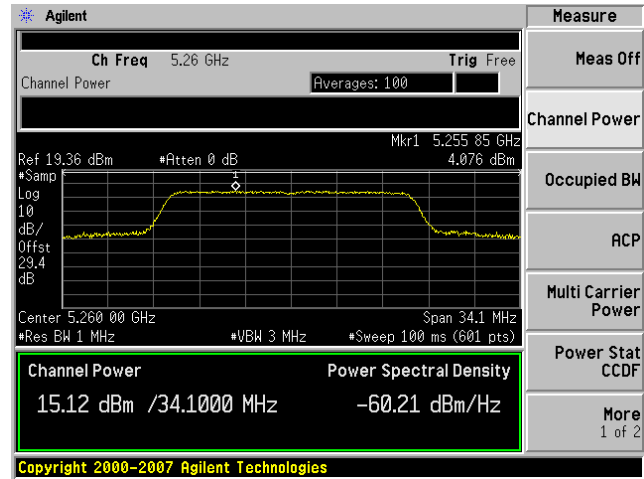 Agilent
Measure
Ch Freq 5.26 GHz Trig Free
Channel Power Averages: 100
Mkr1 5.255 85 GHz
Ref 19.36 dBm #Atten 0 dB 4.076 dBm
#Samp
Log
10
dB/
Offst
29.4
dB
1
Center 5.260 00 GHz Span 34.1 MHz
#Res BW 1 MHz #VBW 3 MHz #Sweep 100 ms (601 pts)
Channel Power Power Spectral Density
15.12 dBm /34.1000 MHz -60.21 dBm/Hz
Meas Off
Channel Power
Occupied BW
ACP
Multi Carrier
Power
Power Stat
CCDF
More
1 of 2
Copyright 2000-2007 Agilent Technologies